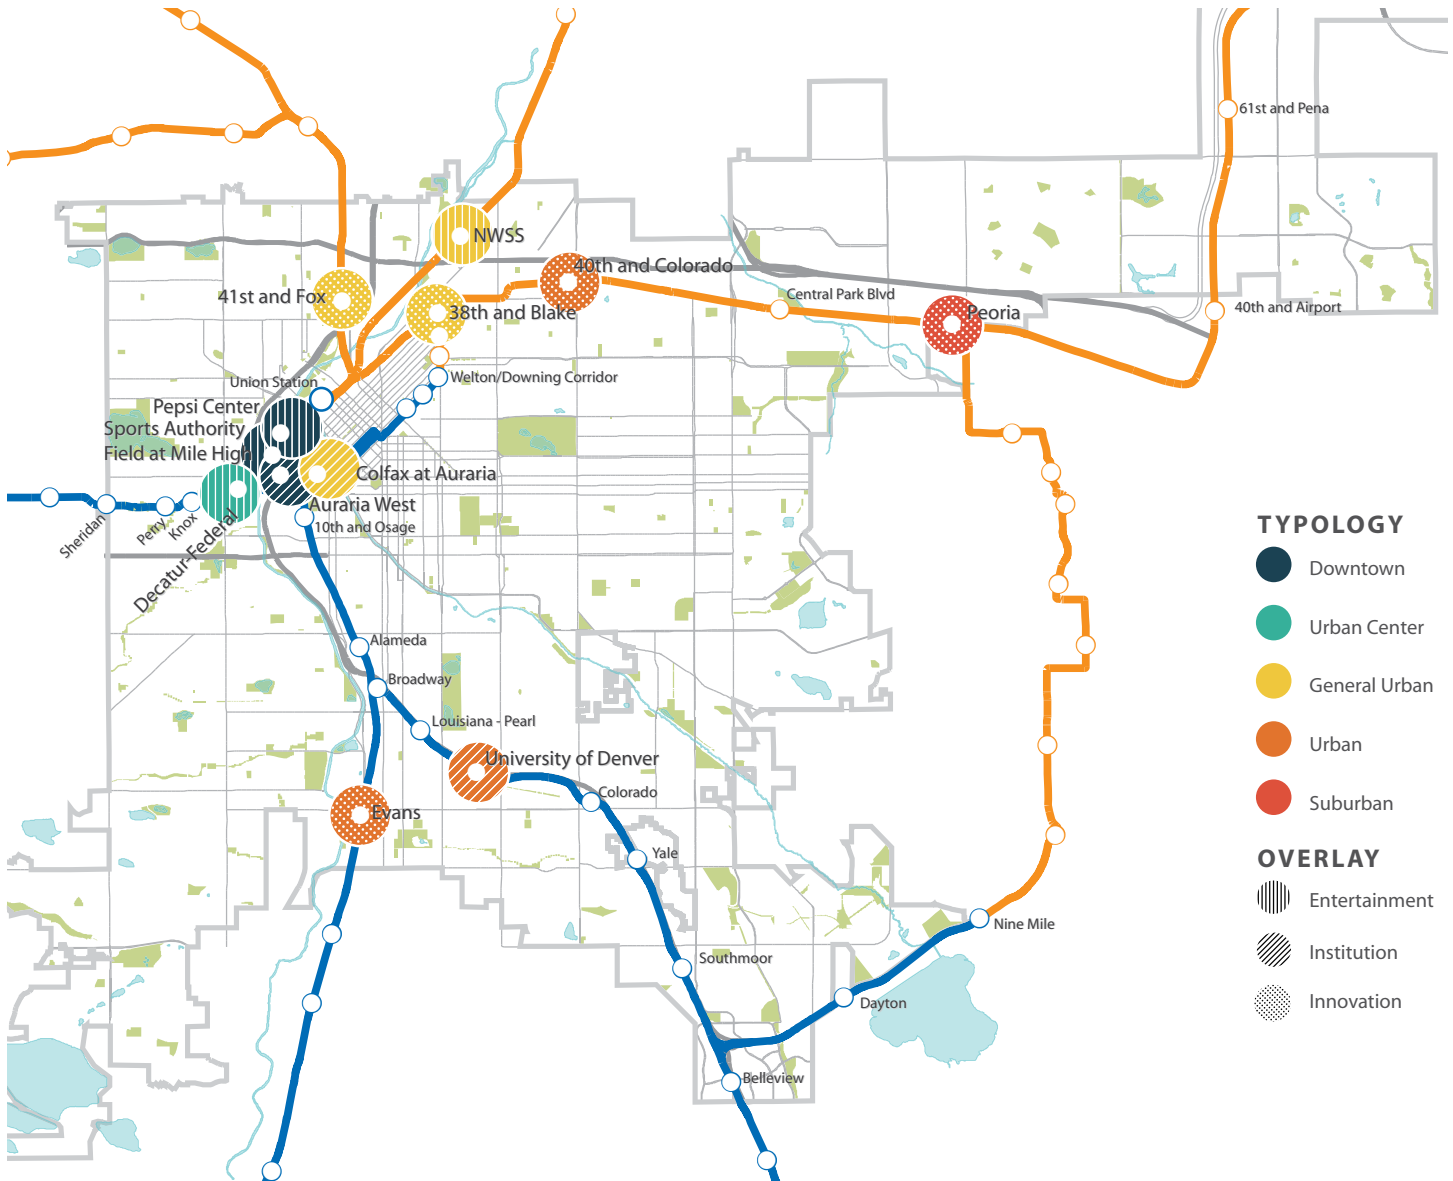 61st and Pena
NWSS
40th and Colorado
41st and Fox
Central Park Blvd
38th and Blake
Peoria
40th and Airport
Union Station
Welton/Downing Corridor
Pepsi Center
Sports Authority
Field at Mile High
Colfax at Auraria
Auraria West
10th and Osage
Sheridan
Perry
Knox
Decatur-Federal
Alameda
Broadway
Louisiana - Pearl
University of Denver
Colorado
Evans
Yale
Nine Mile
Southmoor
Dayton
Belleview
TYPOLOGY
Downtown
Urban Center
General Urban
Urban
Suburban
OVERLAY
Entertainment
Institution
Innovation